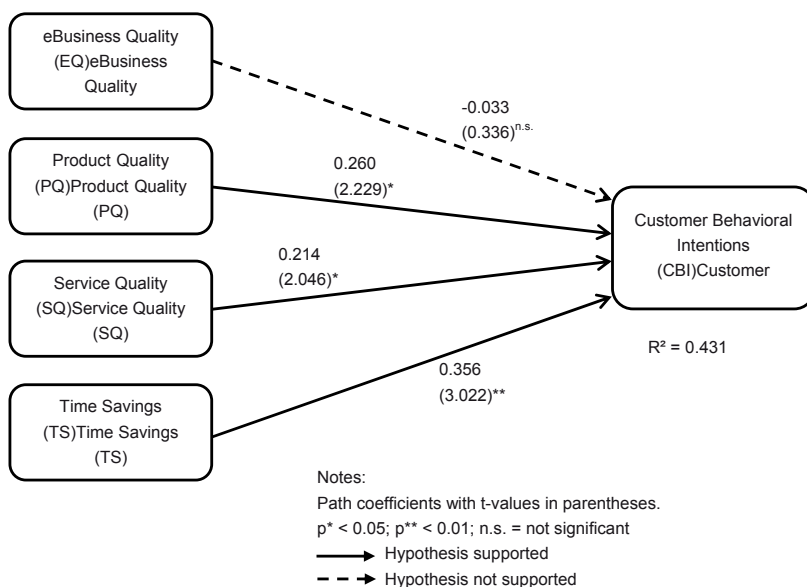 eBusiness Quality
(EQ)eBusiness
Quality
-0.033
(0.336)n.s.
Product Quality
(PQ)Product Quality
(PQ)
0.260
(2.229)*
Customer Behavioral
Intentions
(CBI)Customer
Service Quality
(SQ)Service Quality
(SQ)
0.214
(2.046)*
R² = 0.431
Time Savings
(TS)Time Savings
(TS)
0.356
(3.022)**
Notes:
Path coefficients with t-values in parentheses.
p* < 0.05; p** < 0.01; n.s. = not significant
Hypothesis supported
Hypothesis not supported